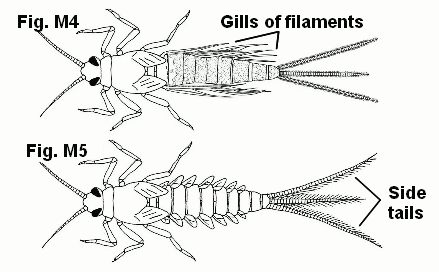 Fig. M4
Gills of filaments
Fig. M5
Side
tails